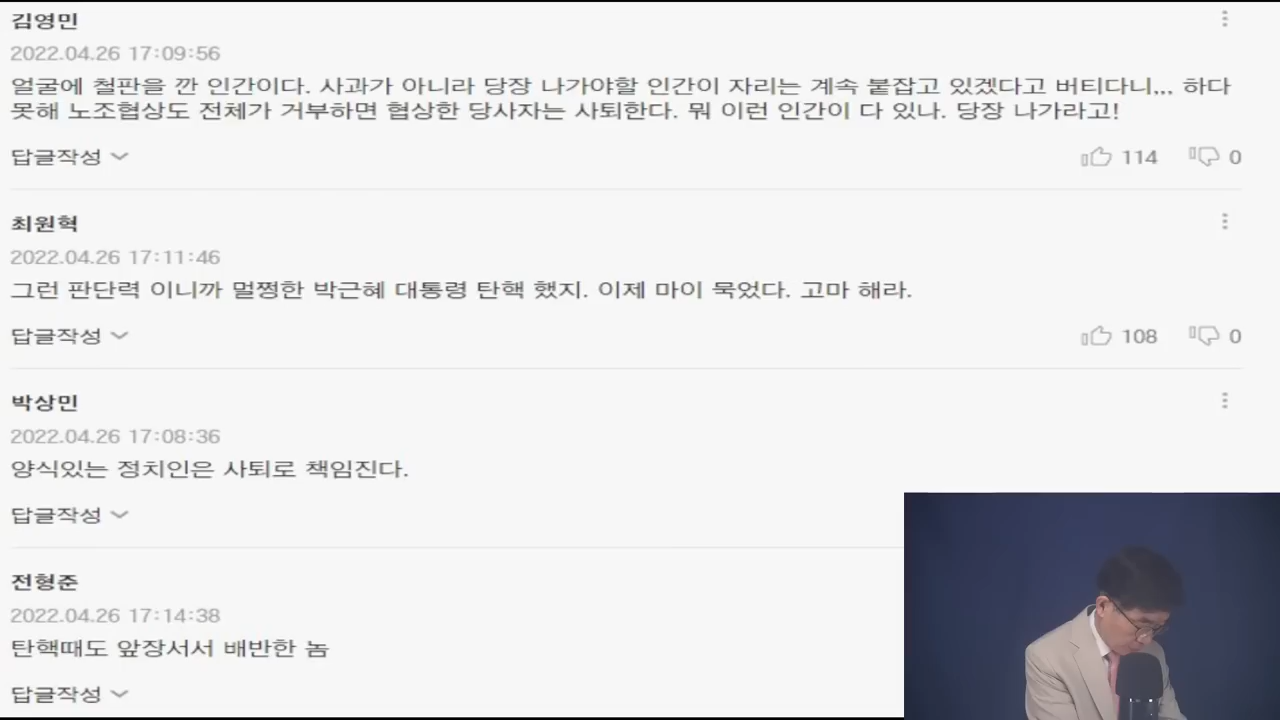 김영민
2022.04.26 17:09:56
얼굴에 철판을 깐 인간이다. 사과가 아니라 당장 나가야할 인간이 자리는 계속 붙잡고 있겠다고 버티다니,,, 하다
못해 노조협상도 전체가 거부하면 협상한 당사자는 사퇴한다. 뭐 이런 인간이 다 있나. 당장 나가라고!
답글작성
114
0
최원혁
2022.04.26 17:11:46
그런 판단력 이니까 멀쩡한 박근혜 대통령 탄핵 했지. 이제 마이 묵었다. 고마 해라.
답글작성
108
0
박상민
2022.04.26 17:08:36
양식있는 정치인은 사퇴로 책임진다.
답글작성
전형준
2022.04.26 17:14:38
탄핵때도 앞장서서 배반한 놈
답글작성